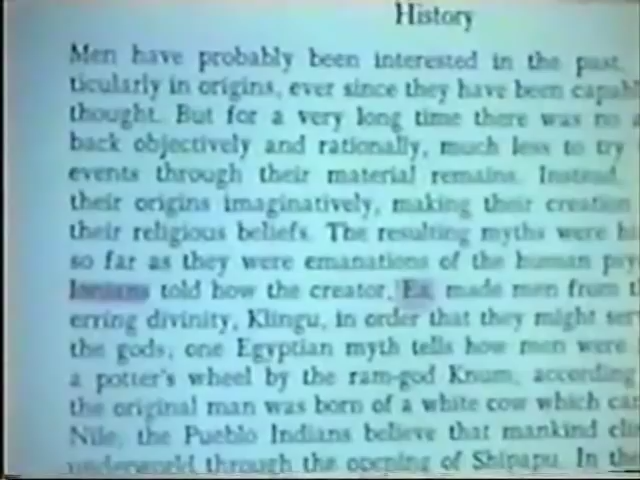 History
Men have probably been interested in the past,
ticularly in origins, ever since they have been capabl
thought. But for a very long time there was no a
back objectively and rationally, much less to try
events through their material remains. Instead,
their origins imaginatively, making their creation
their religious beliefs. The resulting myths were
so far as they were emanations of the human psy
told how the creator, Ea made men from
erring divinity, Klingu, in order that they might ser
the gods; one Egyptian myth tells how men were
a potter's wheel by the ram-god Knum, according
the original man was born of a white cow which
Nile; the Pueblo Indians believe that mankind
underworld through the opening of Shipapu. In